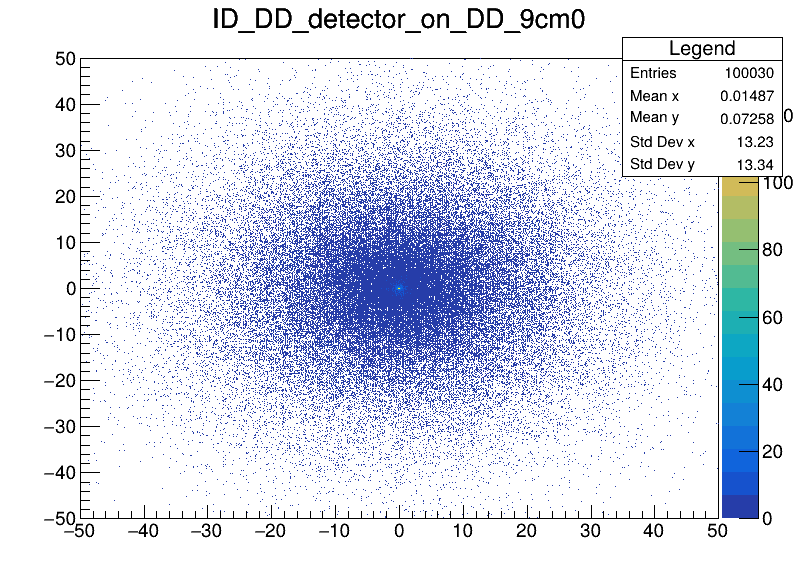 ID_DD_detector_on_DD_9cm0
Legend
Entries 100030
Mean x 0.01487
Mean y 0.07258
Std Dev x 13.23
Std Dev y 13.34
50
40
30
20
10
0
−10
−20
−30
−40
−50
−50 −40 −30 −20 −10 0 10 20 30 40 50
0
100
80
60
40
20
0